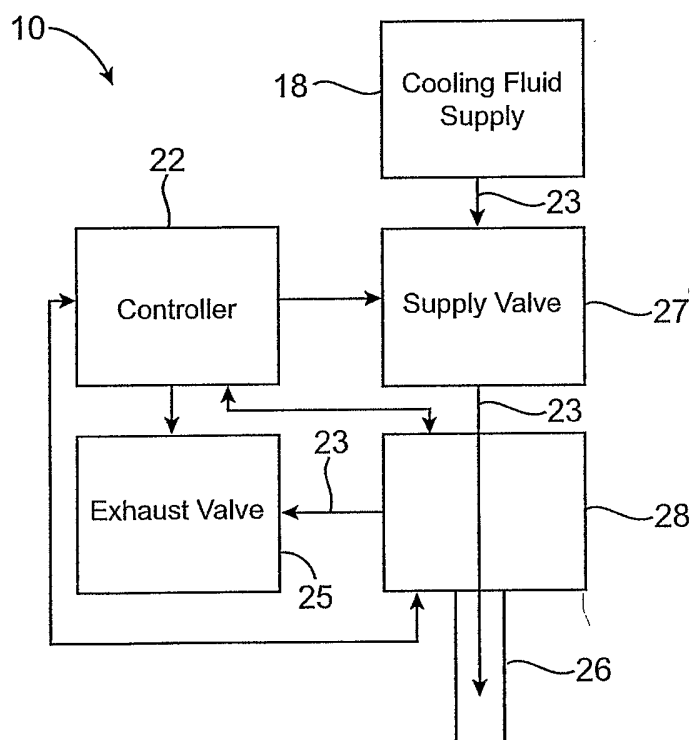 10
18
Cooling Fluid
Supply
22
23
Controller
Supply Valve
27
23
23
Exhaust Valve
28
25
26